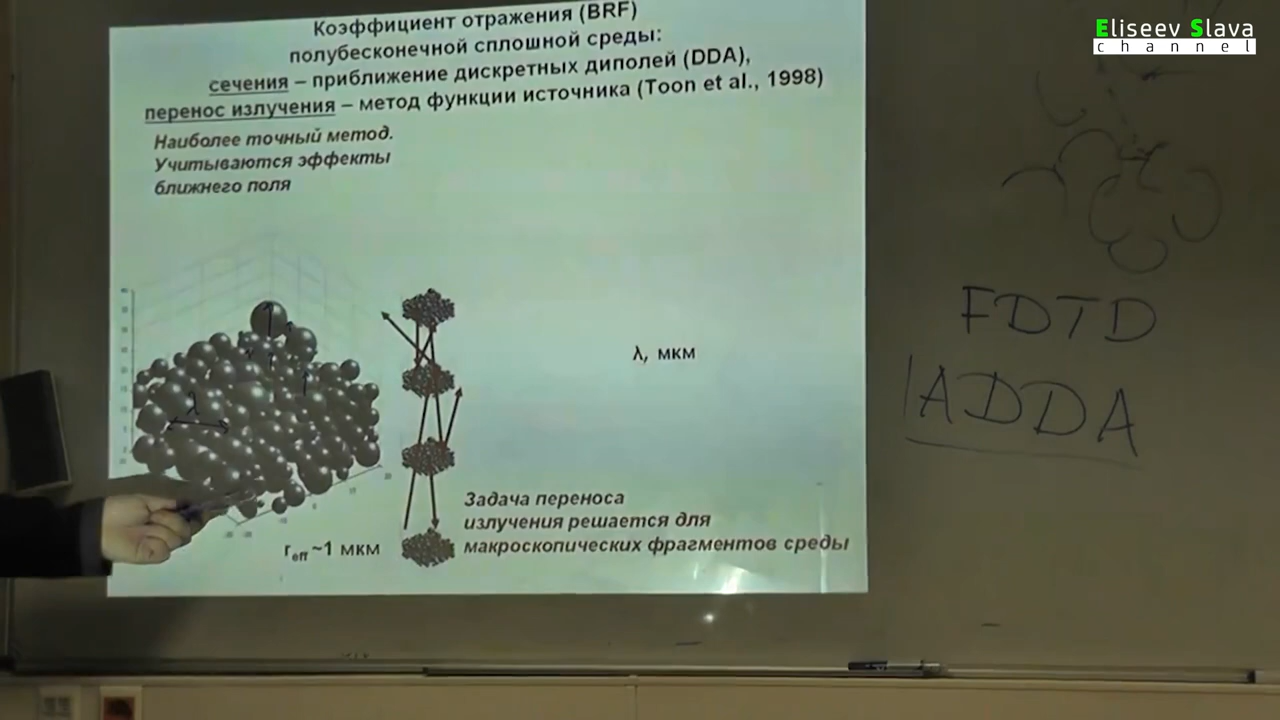 Коэффициент отражения (BRF)
полубесконечной сплошной среды:
сечения – приближение дискретных диполей (DDA),
перенос излучения – метод функции источника (Toon et al., 1998)
Наиболее точный метод.
Учитываются эффекты
ближнего поля
λ
r eff ~1 мкм
λ, мкм
Задача переноса
излучения решается для
макроскопических фрагментов среды
FDTD
ADDA
Eliseev Slava
channel